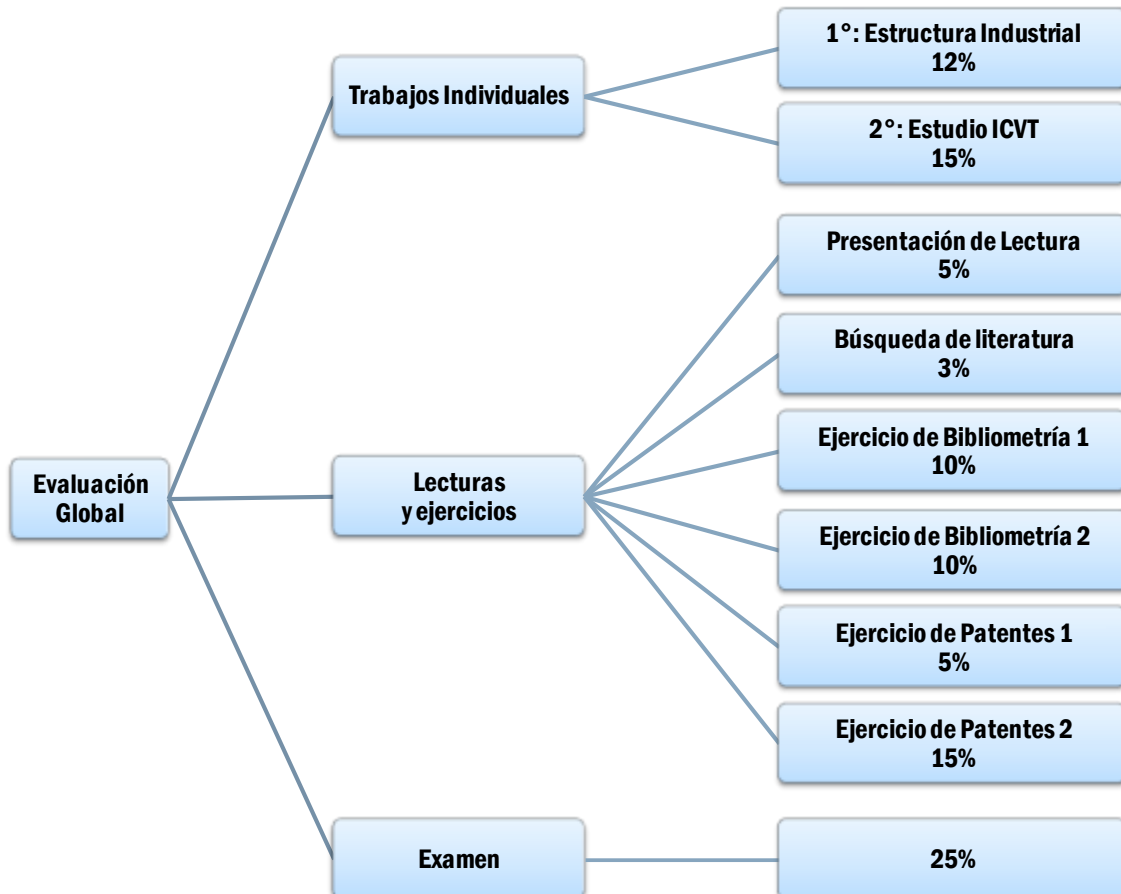 Evaluación
Global
Trabajos Individuales
1°: Estructura Industrial
12%
2°: Estudio ICVT
15%
Lecturas
y ejercicios
Presentación de Lectura
5%
Búsqueda de literatura
3%
Ejercicio de Bibliometría 1
10%
Ejercicio de Bibliometría 2
10%
Ejercicio de Patentes 1
5%
Ejercicio de Patentes 2
15%
Examen
25%